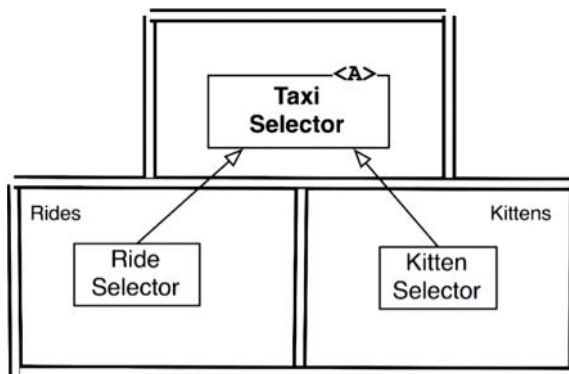 <A>
Taxi
Selector
Rides
Kittens
Ride
Selector
Kitten
Selector